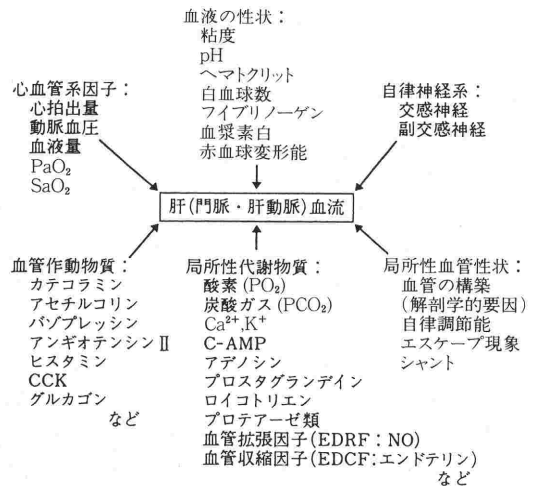 血液の性状：
粘度
pH
ヘマトクリット
白血球数
フイブリノーゲン
血漿素白
赤血球変形能
心血管系因子：
心拍出量
動脈血圧
血液量
PaO₂
SaO₂
自律神経系：
交感神経
副交感神経
肝(門脈・肝動脈)血流
血管作動物質：
カテコラミン
アセチルコリン
バゾプレッシン
アンギオテンシンⅡ
ヒスタミン
CCK
グルカゴン
など
局所性代謝物質：
酸素(PO₂)
炭酸ガス(PCO₂)
Ca²⁺,K⁺
C-AMP
アデノシン
プロスタグランデイン
ロイコトリエン
プロテアーゼ類
血管拡張因子(EDRF：NO)
血管収縮因子(EDCF:エンドテリン)
など
局所性血管性状：
血管の構築
(解剖学的要因)
自律調節能
エスケープ現象
シャント